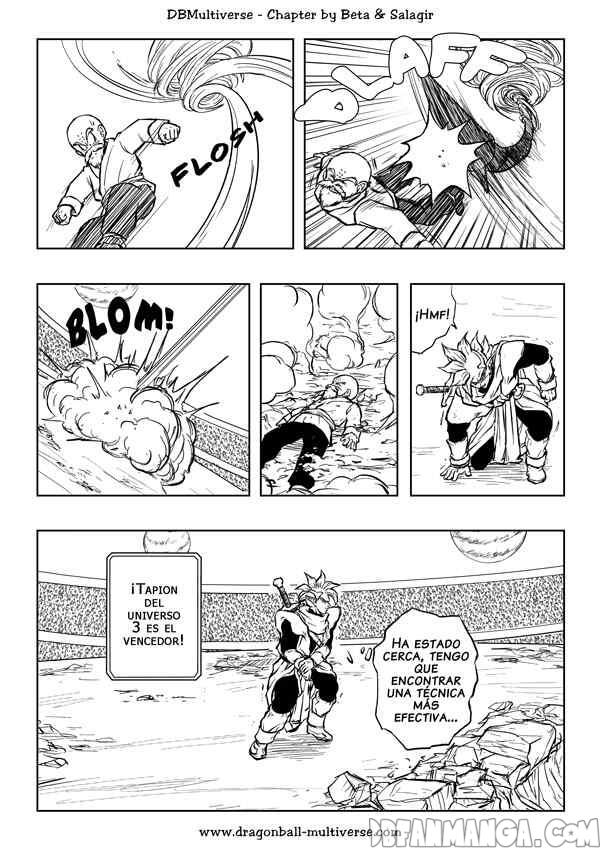 DBMultiverse - Chapter by Beta & Salagir
FLOSH
PLAFF
BLOM!
¡HMF!
¡TAPION
DEL
UNIVERSO
3 ES EL
VENCEDOR!
HA ESTADO
CERCA, TENGO
QUE
ENCONTRAR
UNA TÉCNICA
MÁS
EFECTIVA...
www.dragonball-multiverse.com
DBFANMANGA.COM